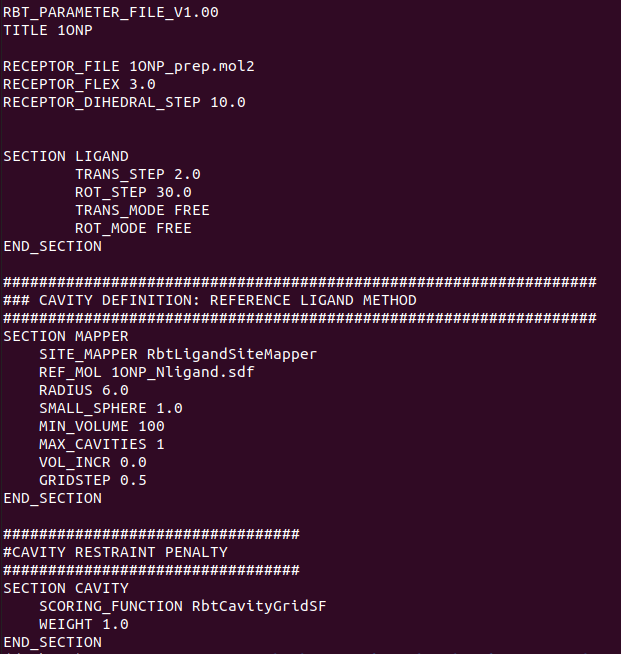 RBT_PARAMETER_FILE_V1.00
TITLE 1ONP
RECEPTOR_FILE 1ONP_prep.mol2
RECEPTOR_FLEX 3.0
RECEPTOR_DIHEDRAL_STEP 10.0
SECTION LIGAND
TRANS_STEP 2.0
ROT_STEP 30.0
TRANS_MODE FREE
ROT_MODE FREE
END_SECTION
##################################################################
### CAVITY DEFINITION: REFERENCE LIGAND METHOD
##################################################################
SECTION MAPPER
SITE_MAPPER RbtLigandSiteMapper
REF_MOL 1ONP_Nligand.sdf
RADIUS 6.0
SMALL_SPHERE 1.0
MIN_VOLUME 100
MAX_CAVITIES 1
VOL_INCR 0.0
GRIDSTEP 0.5
END_SECTION
#################################
#CAVITY RESTRAINT PENALTY
#################################
SECTION CAVITY
SCORING_FUNCTION RbtCavityGridSF
WEIGHT 1.0
END_SECTION